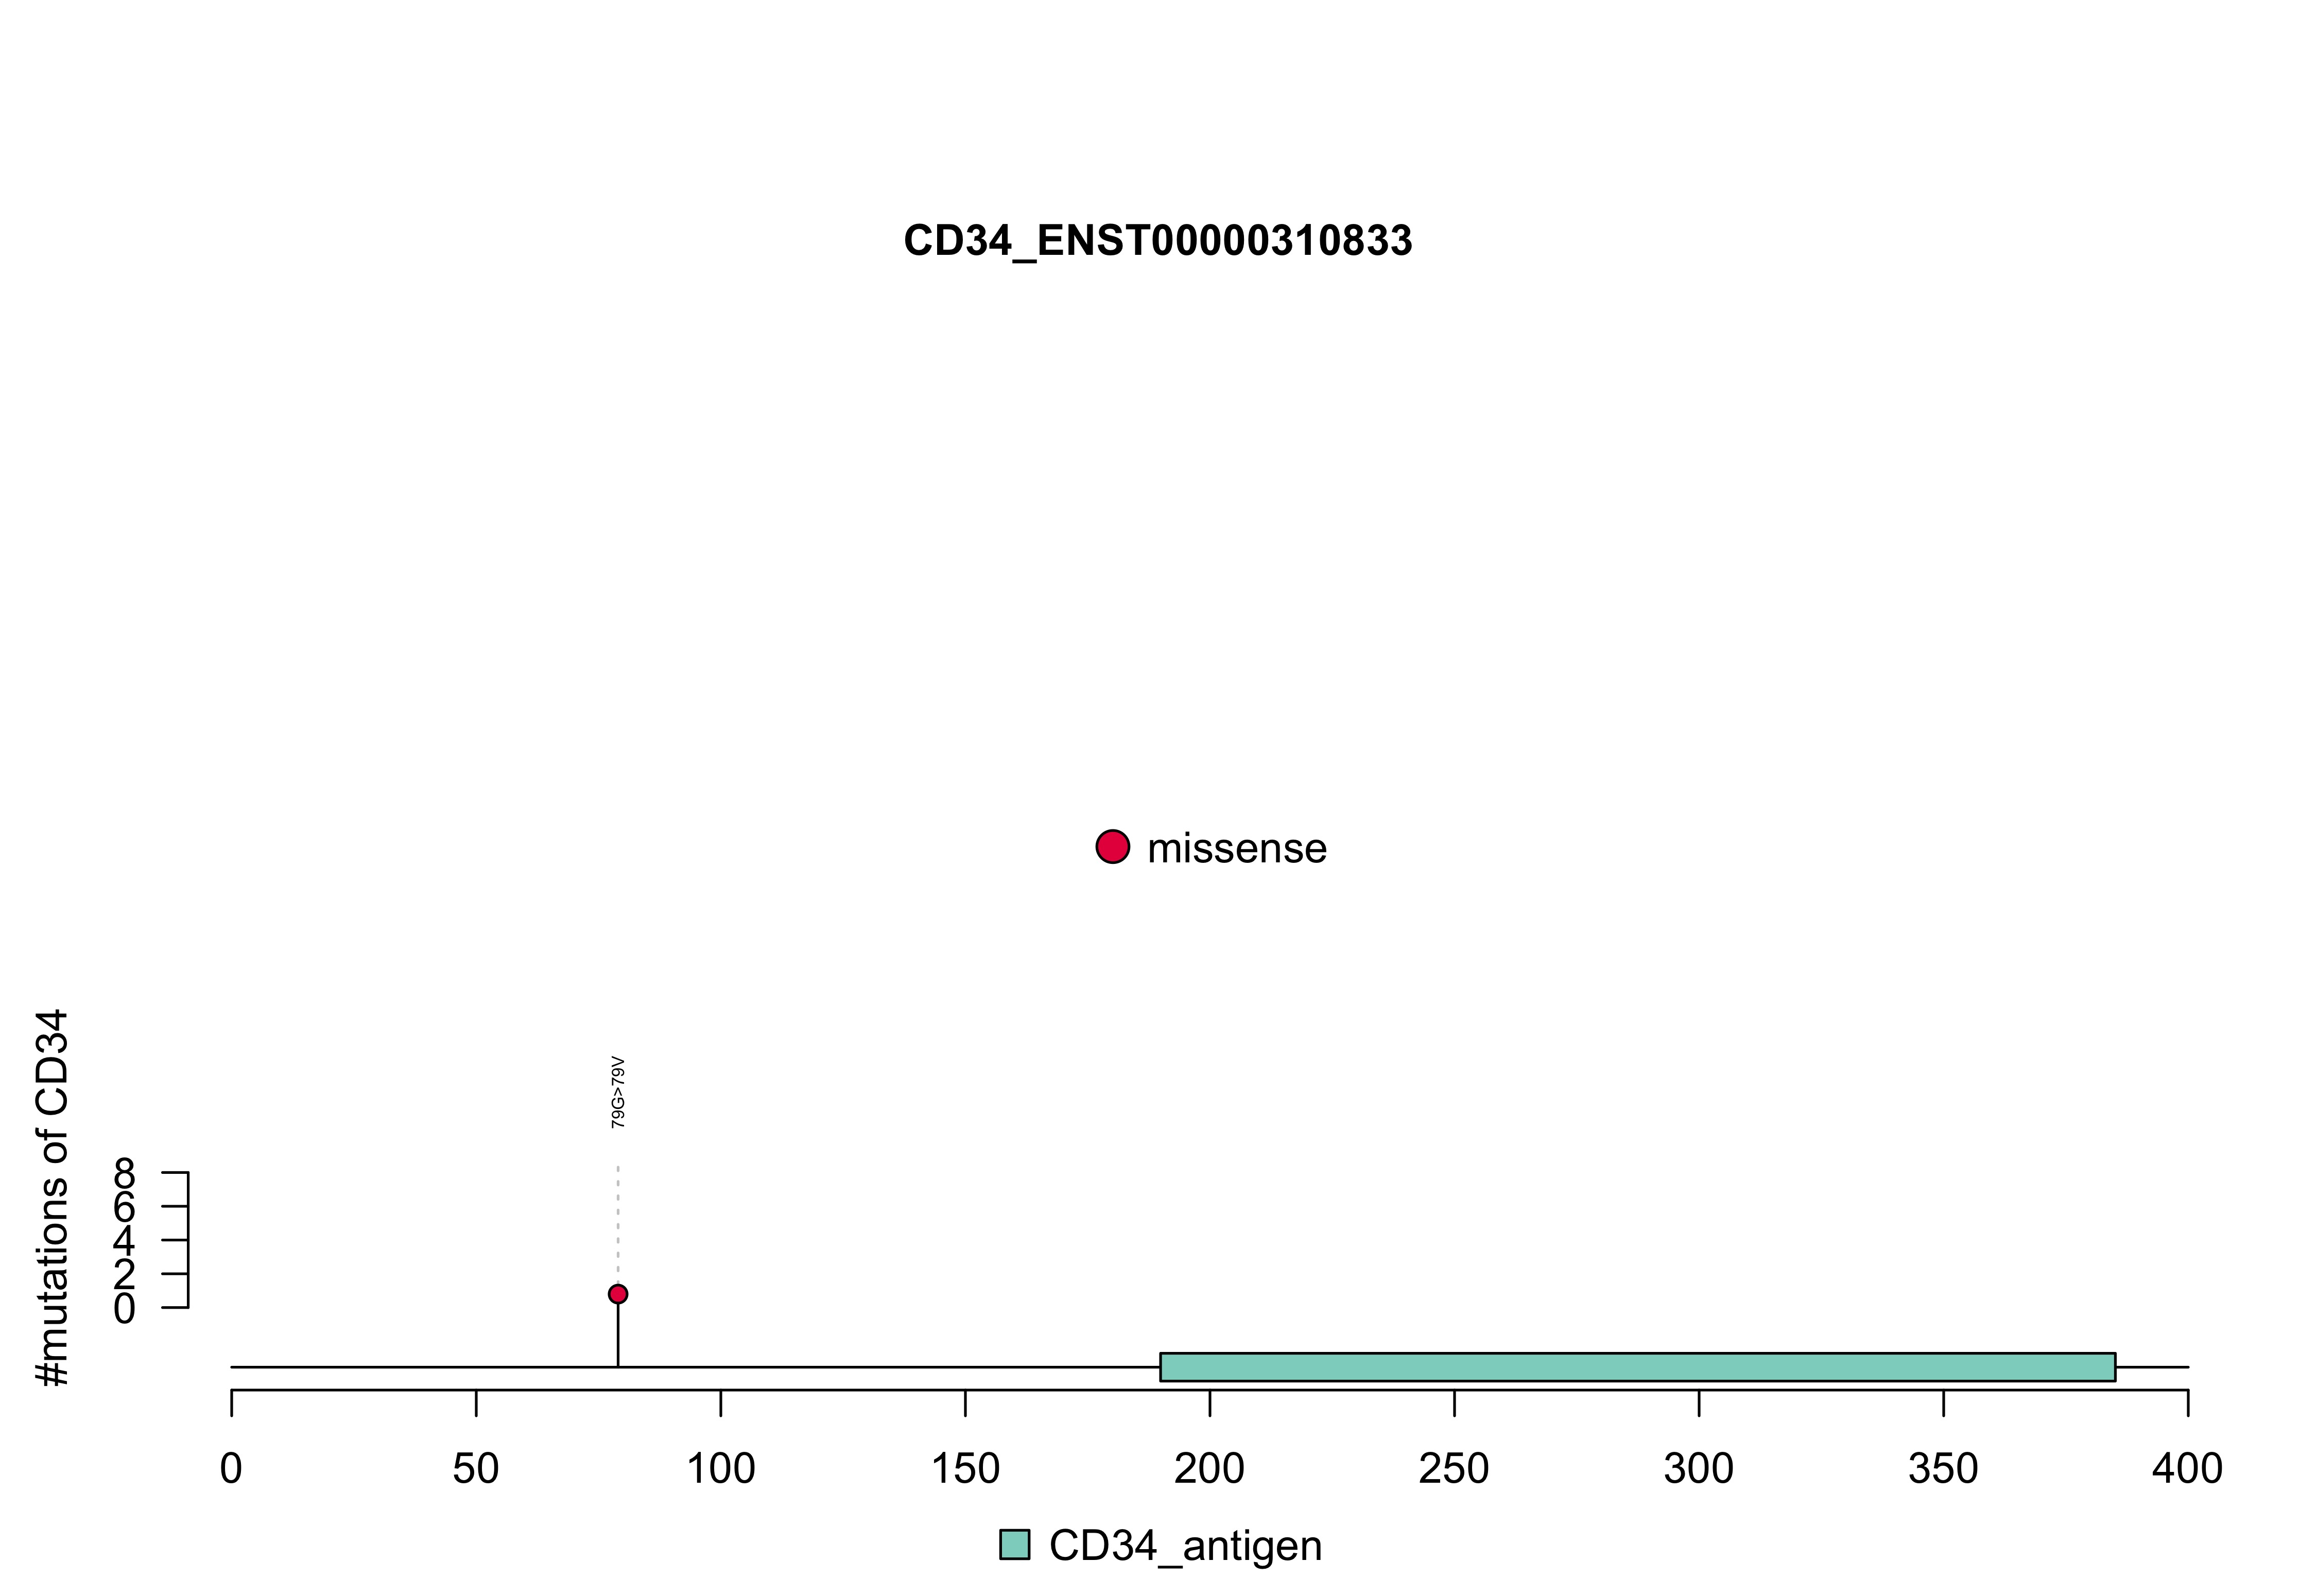 CD34_ENST00000310833
missense
#mutations of CD34
79G>79V
8
6
4
2
0
0 50 100 150 200 250 300 350 400
CD34_antigen